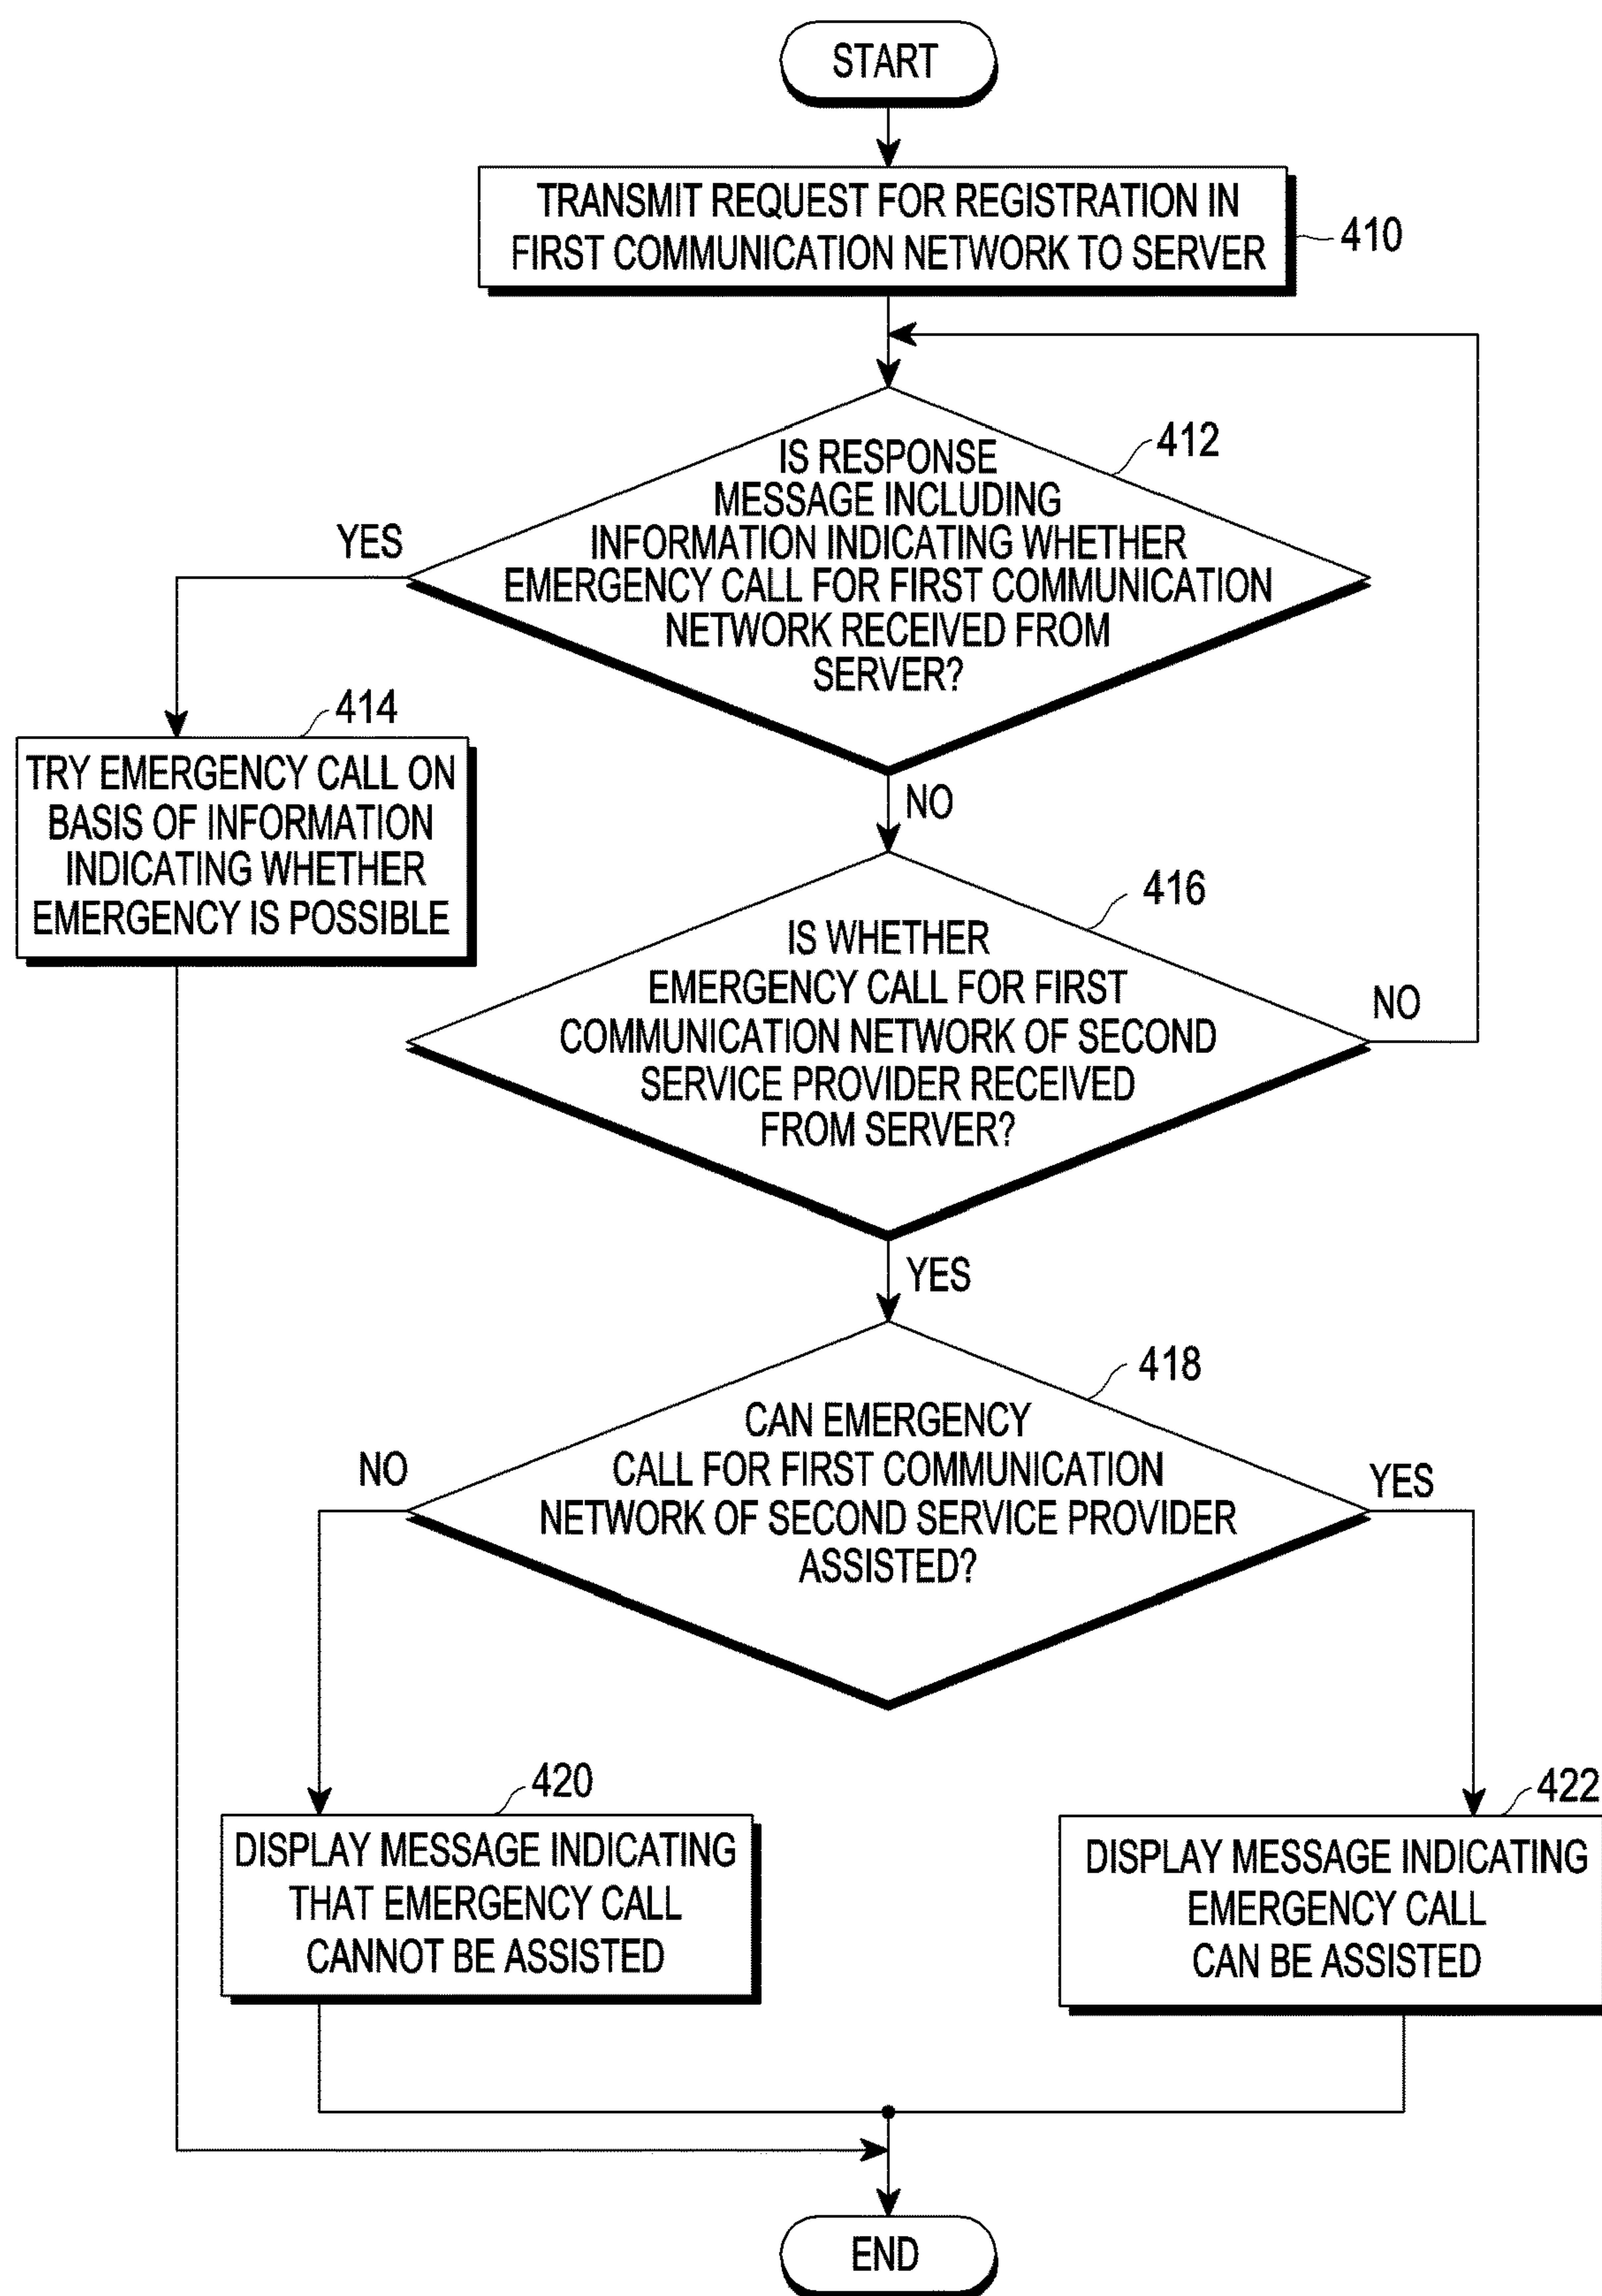 START
TRANSMIT REQUEST FOR REGISTRATION IN
FIRST COMMUNICATION NETWORK TO SERVER
410
412
IS RESPONSE
MESSAGE INCLUDING
INFORMATION INDICATING WHETHER
EMERGENCY CALL FOR FIRST COMMUNICATION
NETWORK RECEIVED FROM
SERVER?
YES
NO
414
TRY EMERGENCY CALL ON
BASIS OF INFORMATION
INDICATING WHETHER
EMERGENCY IS POSSIBLE
416
IS WHETHER
EMERGENCY CALL FOR FIRST
COMMUNICATION NETWORK OF SECOND
SERVICE PROVIDER RECEIVED
FROM SERVER?
NO
YES
418
CAN EMERGENCY
CALL FOR FIRST COMMUNICATION
NETWORK OF SECOND SERVICE PROVIDER
ASSISTED?
NO
YES
420
DISPLAY MESSAGE INDICATING
THAT EMERGENCY CALL
CANNOT BE ASSISTED
422
DISPLAY MESSAGE INDICATING
EMERGENCY CALL
CAN BE ASSISTED
END